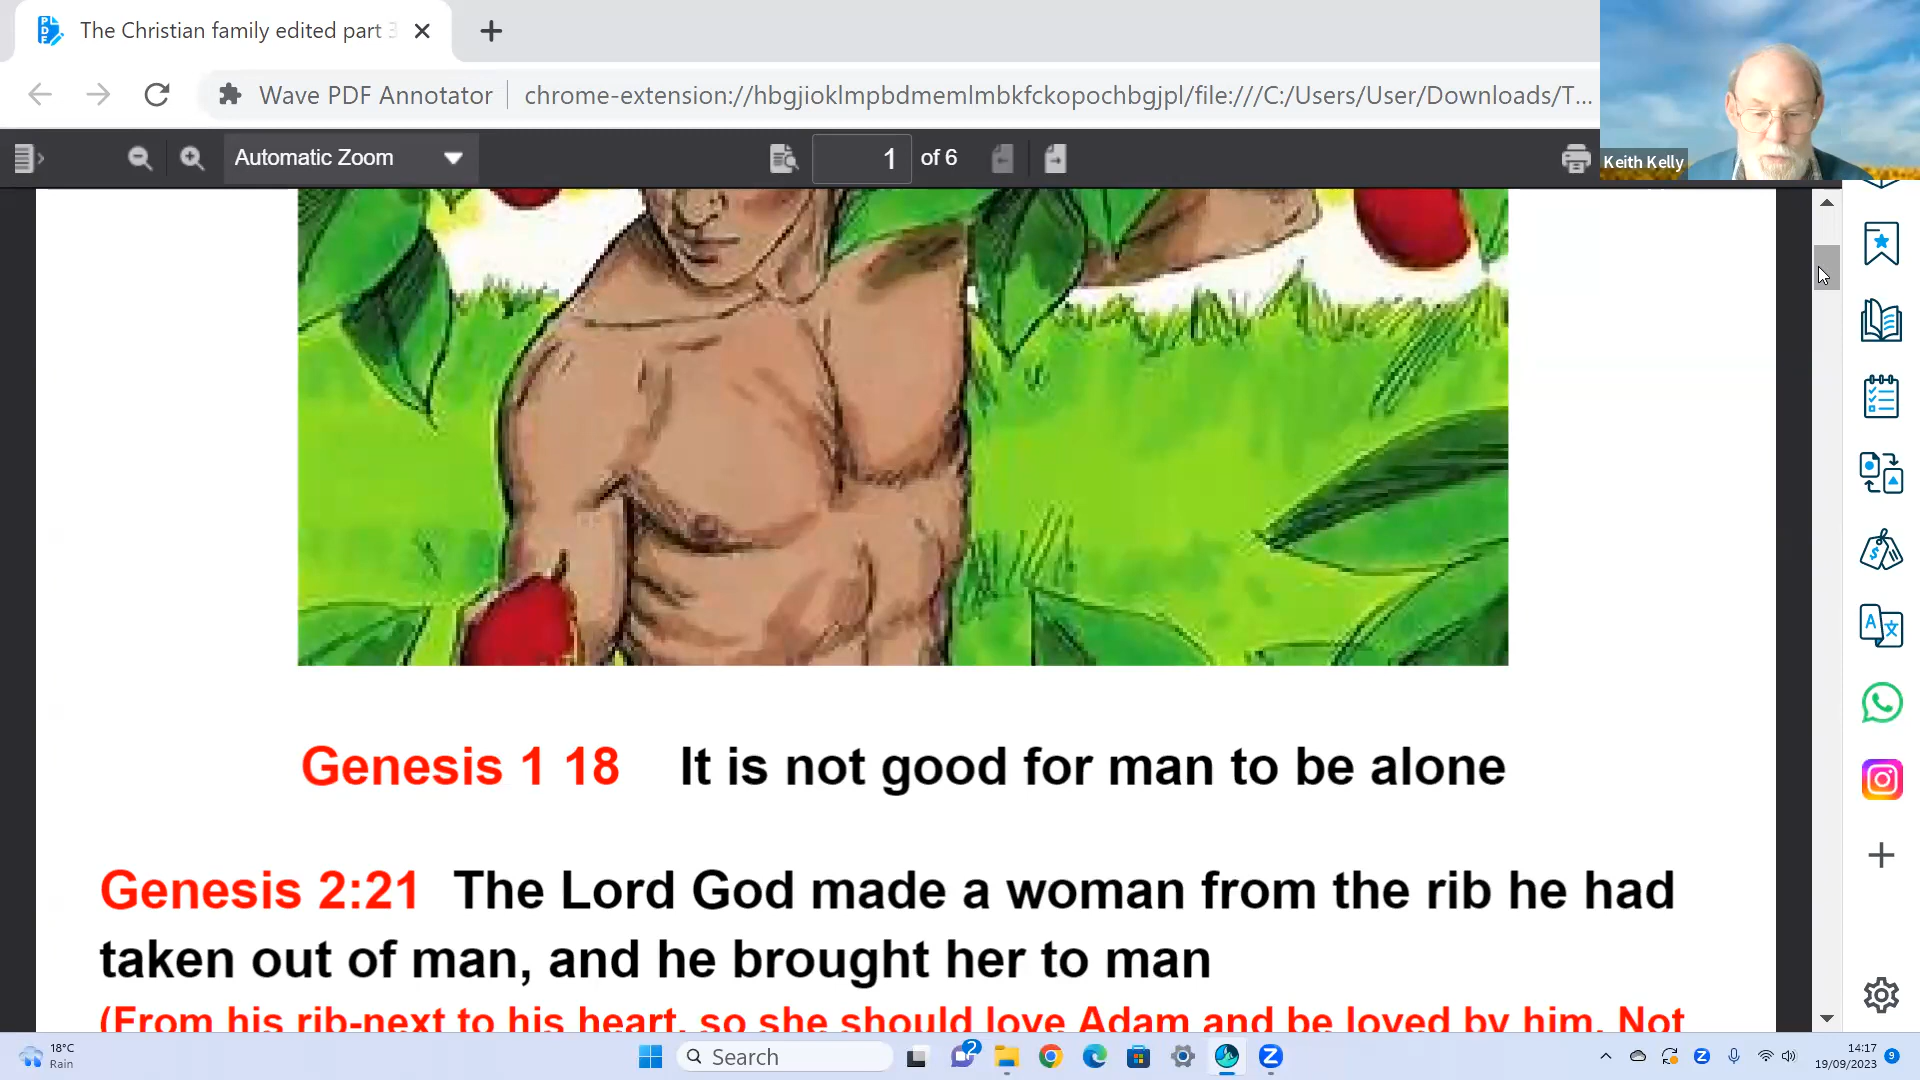 The Christian family edited part 3
Wave PDF Annotator
chrome-extension://hbgjioklmpbdmemlmbkfckopochbgjpl/file:///C:/Users/User/Downloads/T...
Automatic Zoom
1 of 6
Keith Kelly
Genesis 1 18 It is not good for man to be alone
Genesis 2:21 The Lord God made a woman from the rib he had
taken out of man, and he brought her to man
(From his rib-next to his heart, so she should love Adam and be loved by him. Not
18°C
Rain
Search
2
14:17
19/09/2023
9